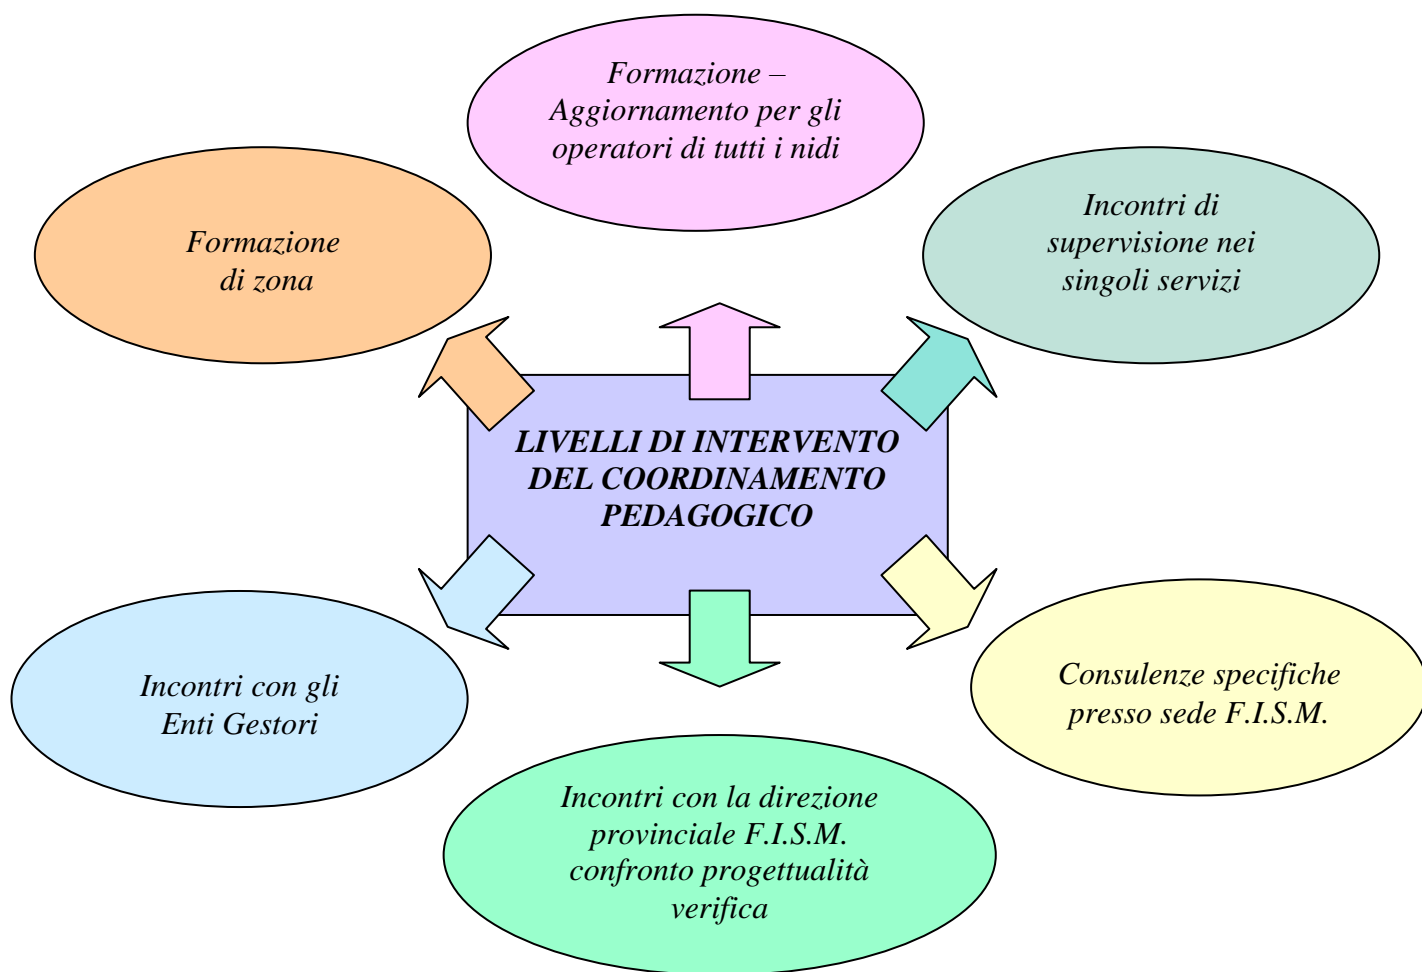 Formazione –
Aggiornamento per gli
operatori di tutti i nidi
Formazione
di zona
Incontri di
supervisione nei
singoli servizi
LIVELLI DI INTERVENTO
DEL COORDINAMENTO
PEDAGOGICO
Incontri con gli
Enti Gestori
Consulenze specifiche
presso sede F.I.S.M.
Incontri con la direzione
provinciale F.I.S.M.
confronto progettualità
verifica